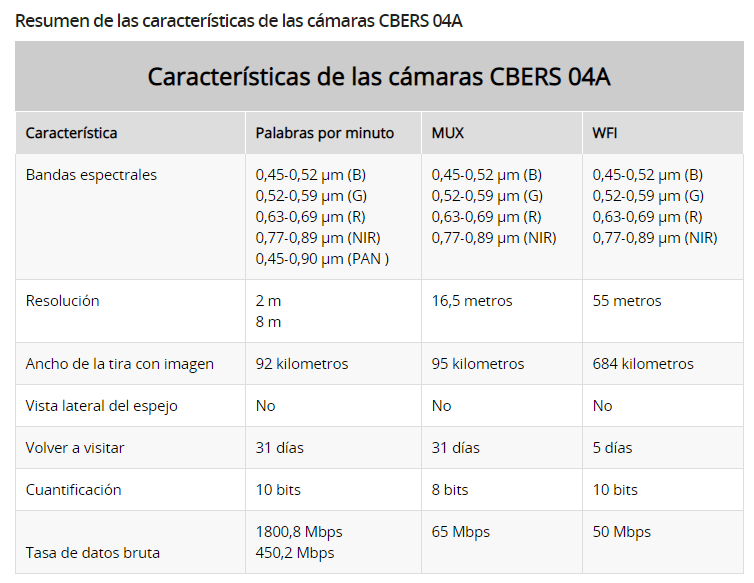 Resumen de las características de las cámaras CBERS 04A
Características de las cámaras CBERS 04A
Característica Palabras por minuto MUX WFI
Bandas espectrales 0,45-0,52 µm (B) 0,45-0,52 µm (B) 0,45-0,52 µm (B)
0,52-0,59 µm (G) 0,52-0,59 µm (G) 0,52-0,59 µm (G)
0,63-0,69 µm (R) 0,63-0,69 µm (R) 0,63-0,69 µm (R)
0,77-0,89 µm (NIR) 0,77-0,89 µm (NIR) 0,77-0,89 µm (NIR)
0,45-0,90 µm (PAN )
Resolución 2 m 16,5 metros 55 metros
8 m
Ancho de la tira con imagen 92 kilometros 95 kilometros 684 kilometros
Vista lateral del espejo No No No
Volver a visitar 31 días 31 días 5 días
Cuantificación 10 bits 8 bits 10 bits
1800,8 Mbps 65 Mbps 50 Mbps
Tasa de datos bruta 450,2 Mbps